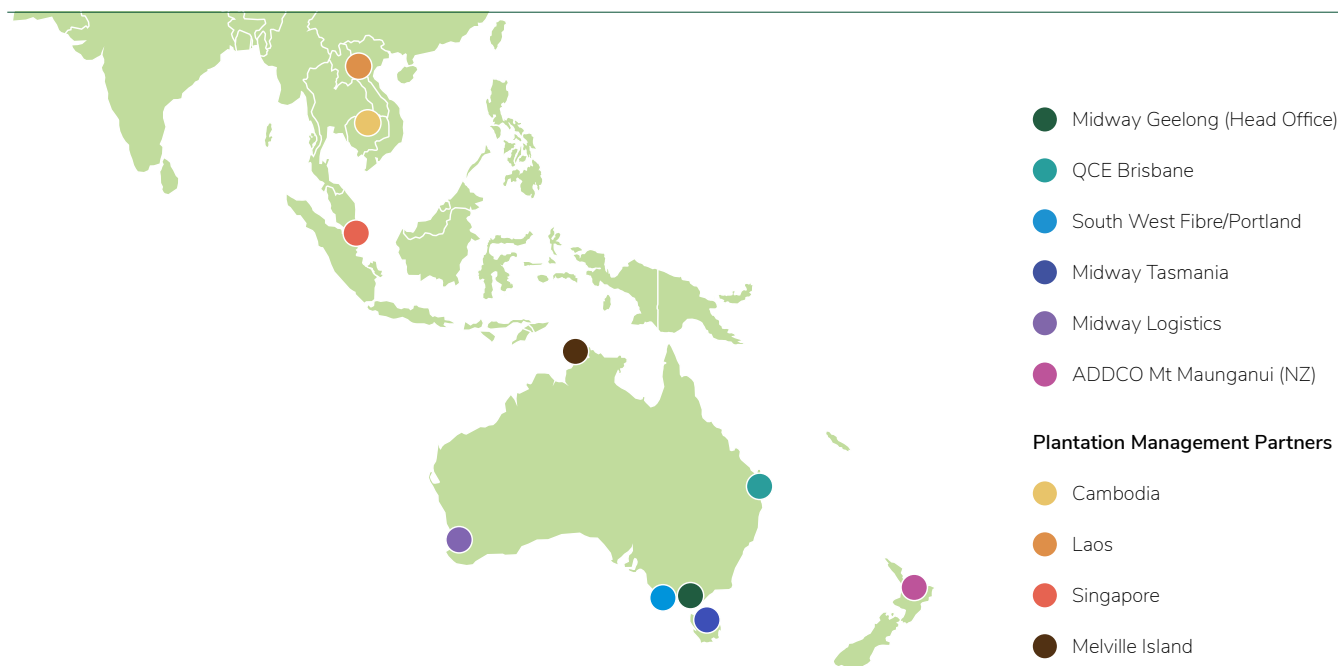 Midway Geelong (Head Office)
QCE Brisbane
South West Fibre/Portland
Midway Tasmania
Midway Logistics
ADDCO Mt Maunganui (NZ)
Plantation Management Partners
Cambodia
Laos
Singapore
Melville Island